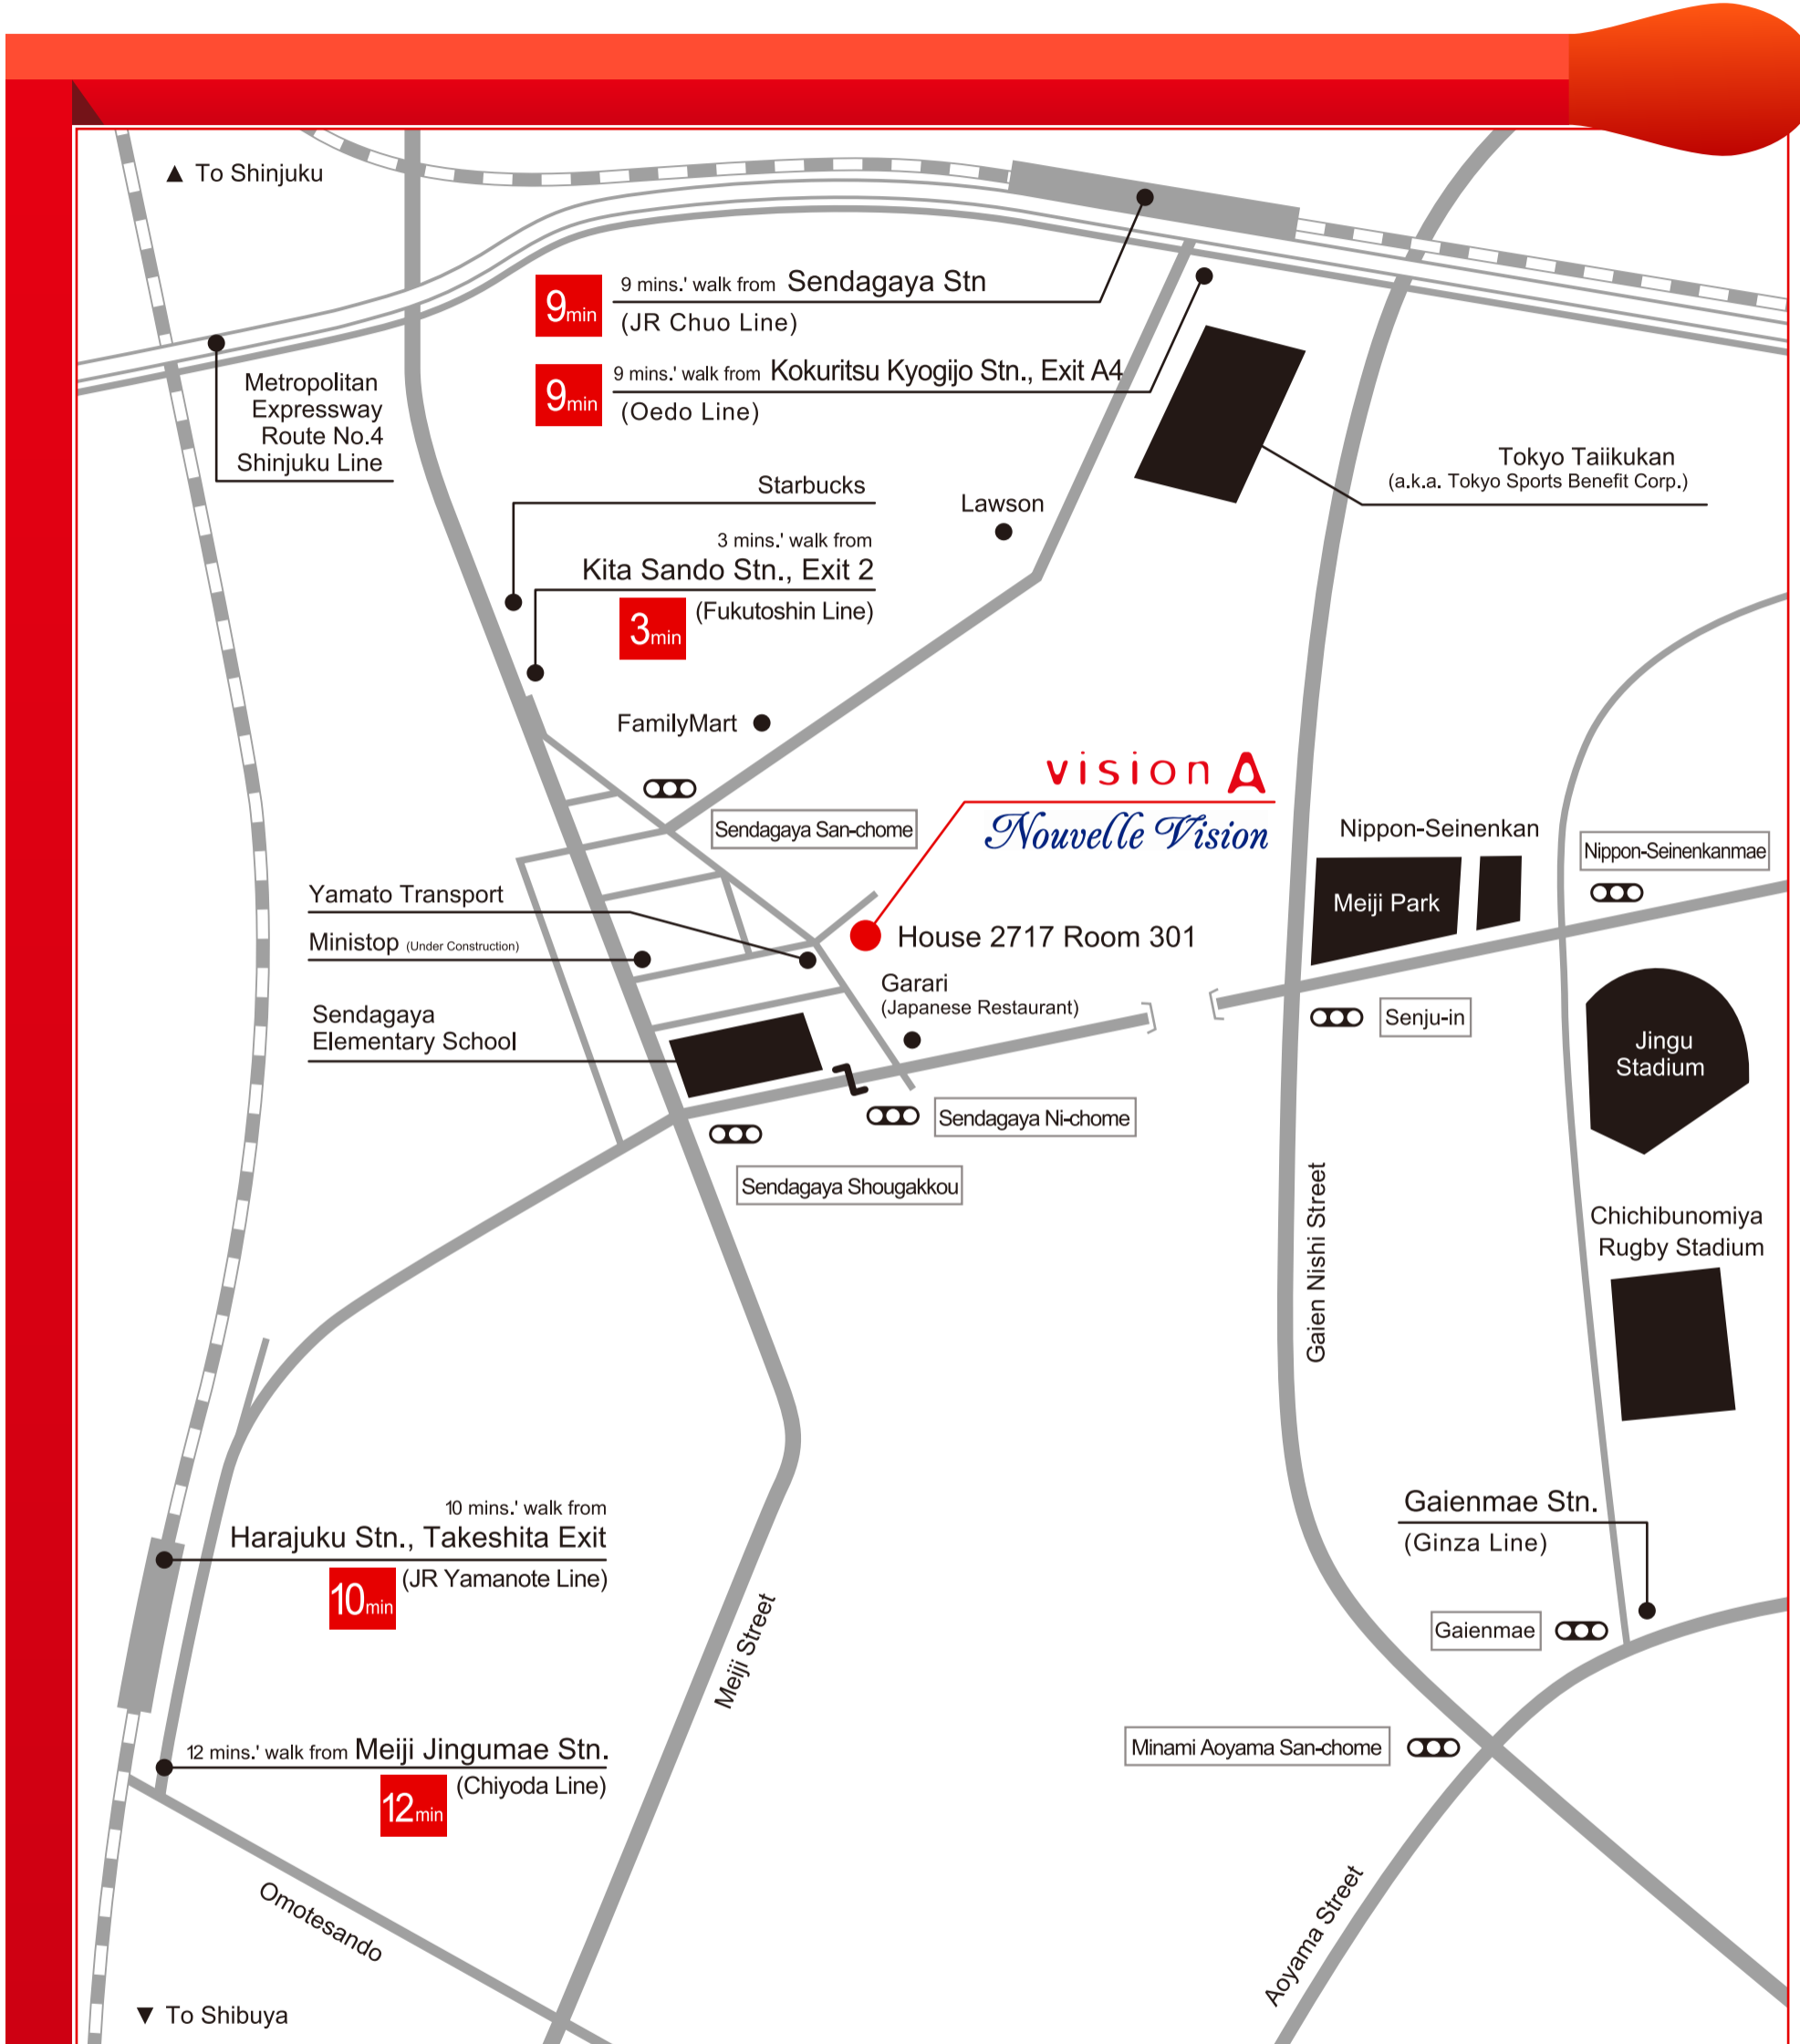 ▲ To Shinjuku
9min
9 mins.' walk from Sendagaya Stn
(JR Chuo Line)
9min
9 mins.' walk from Kokuritsu Kyogijo Stn., Exit A4
(Oedo Line)
Metropolitan
Expressway
Route No.4
Shinjuku Line
Tokyo Taiikukan
(a.k.a. Tokyo Sports Benefit Corp.)
Starbucks
Lawson
3 mins.' walk from
Kita Sando Stn., Exit 2
(Fukutoshin Line)
3min
FamilyMart
vision A
Nouvelle Vision
Sendagaya San-chome
Nippon-Seinenkan
Nippon-Seinenkanmae
Meiji Park
Yamato Transport
Ministop (Under Construction)
House 2717 Room 301
Garari
(Japanese Restaurant)
Senju-in
Sendagaya
Elementary School
Jingu
Stadium
Sendagaya Ni-chome
Sendagaya Shougakkou
Gaien Nishi Street
Chichibunomiya
Rugby Stadium
10 mins.' walk from
Harajuku Stn., Takeshita Exit
(JR Yamanote Line)
10min
Gaienmae Stn.
(Ginza Line)
Gaienmae
Meiji Street
12 mins.' walk from Meiji Jingumae Stn.
(Chiyoda Line)
12min
Minami Aoyama San-chome
Omotesando
Aoyama Street
▼ To Shibuya